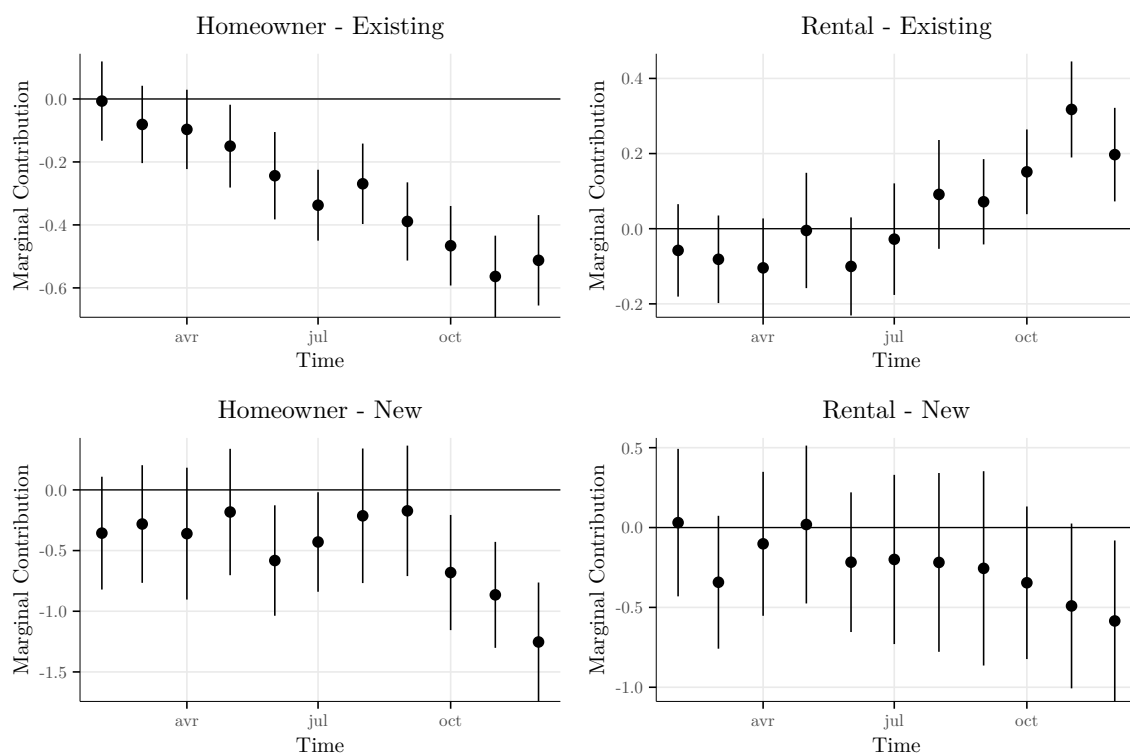 Homeowner - Existing
Marginal Contribution
0.0
-0.2
-0.4
-0.6
avr
jul
oct
Time
Rental - Existing
Marginal Contribution
0.4
0.2
0.0
-0.2
avr
jul
oct
Time
Homeowner - New
Marginal Contribution
0.0
-0.5
-1.0
-1.5
avr
jul
oct
Time
Rental - New
Marginal Contribution
0.5
0.0
-0.5
-1.0
avr
jul
oct
Time